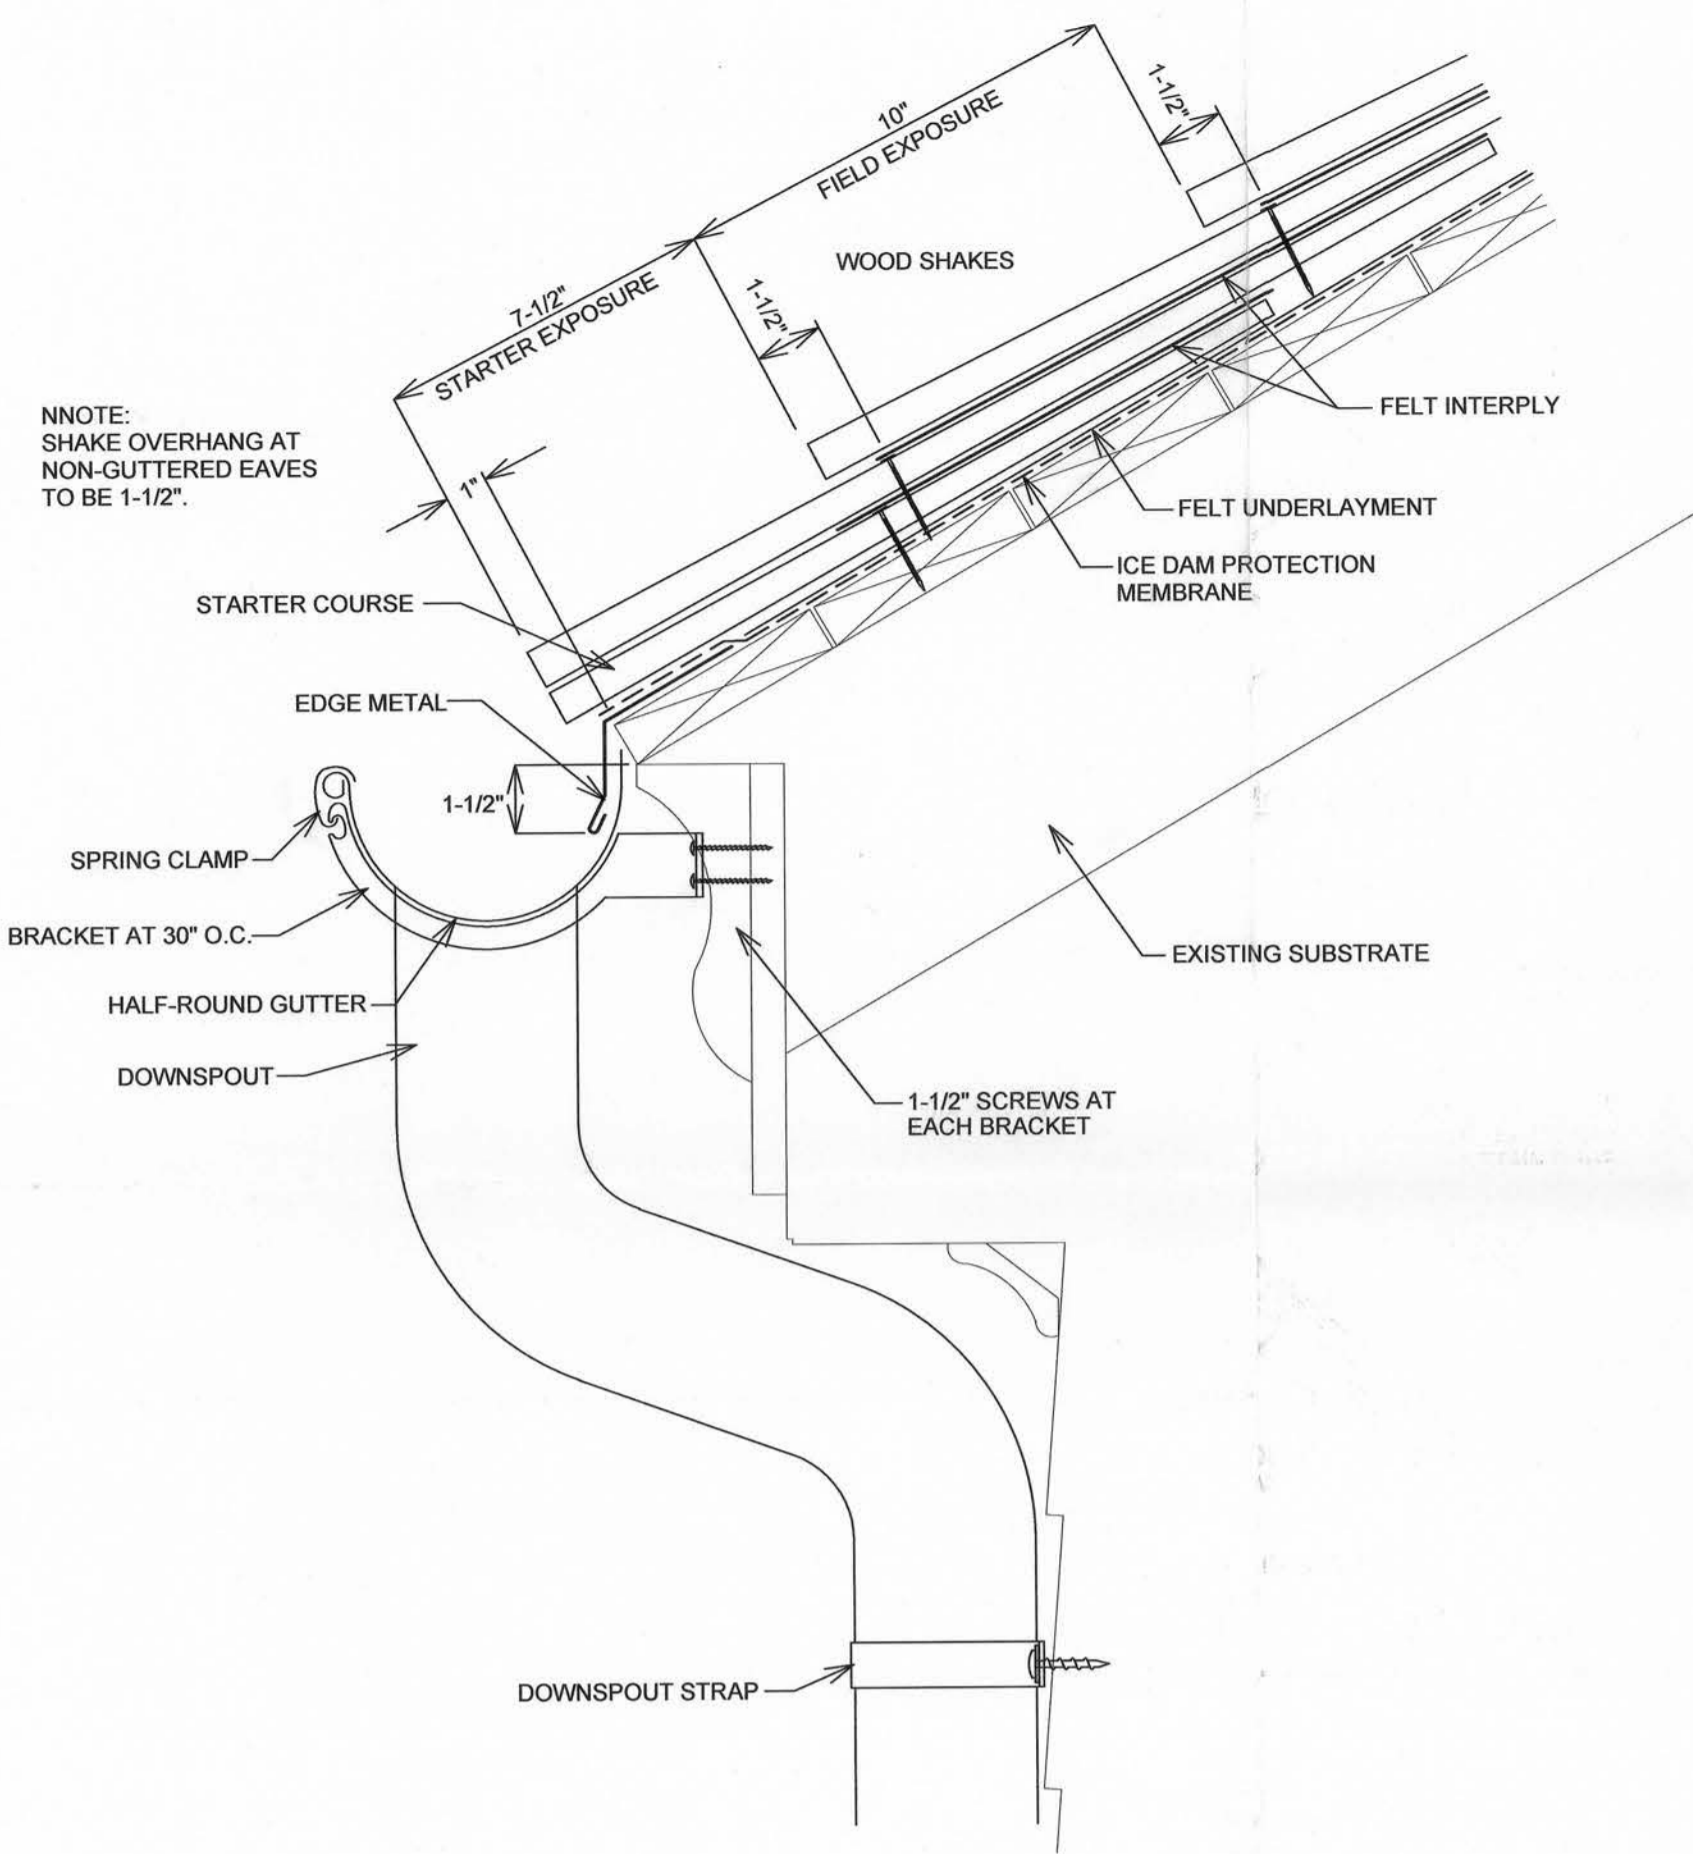 10"
FIELD EXPOSURE
1-1/2"
7-1/2"
STARTER EXPOSURE
1-1/2"
WOOD SHAKES
NNOTE:
SHAKE OVERHANG AT
NON-GUTTERED EAVES
TO BE 1-1/2".
1"
FELT INTERPLY
FELT UNDERLAYMENT
ICE DAM PROTECTION
MEMBRANE
STARTER COURSE
EDGE METAL
1-1/2"
SPRING CLAMP
BRACKET AT 30" O.C.
HALF-ROUND GUTTER
DOWNSPOUT
EXISTING SUBSTRATE
1-1/2" SCREWS AT
EACH BRACKET
DOWNSPOUT STRAP